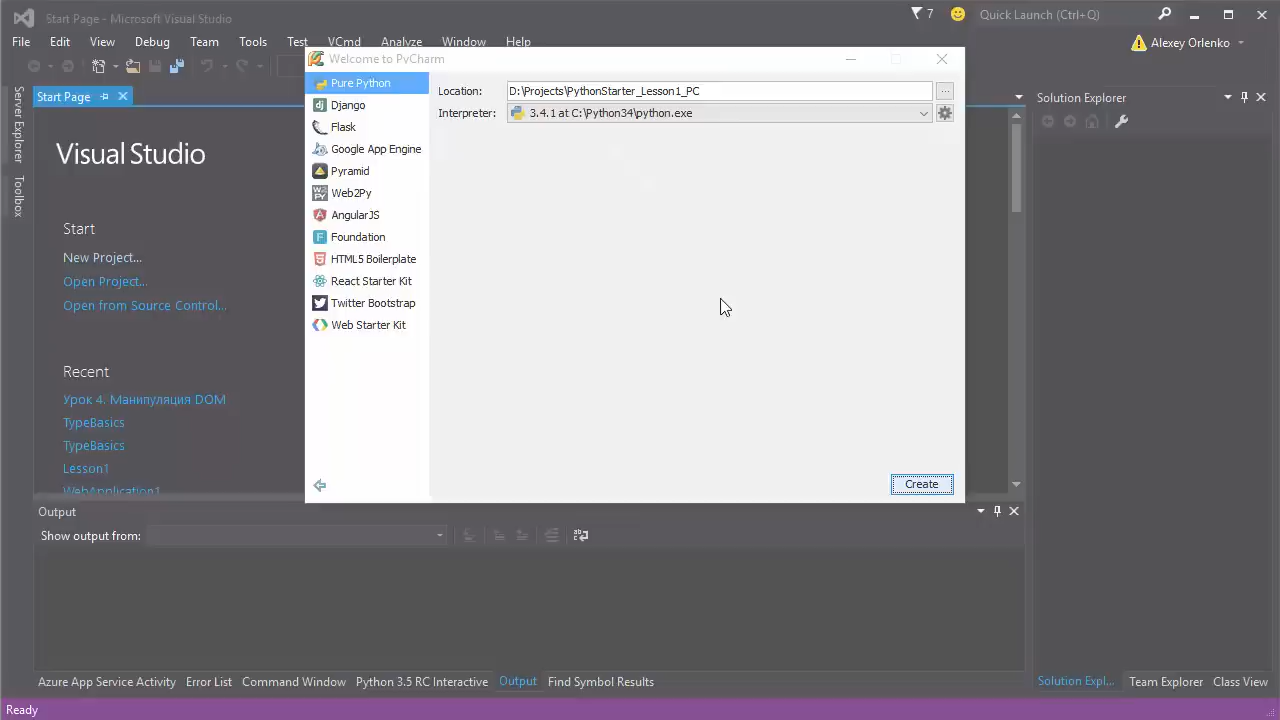 Start Page - Microsoft Visual Studio
7
Quick Launch (Ctrl+Q)
File Edit View Debug Team Tools Test VCmd Analyze Window Help
Alexey Orlenko
Server Explorer
Toolbox
Start Page
Visual Studio
Start
New Project...
Open Project...
Open from Source Control...
Recent
Урок 4. Манипуляция DOM
TypeBasics
TypeBasics
Lesson1
WebApplication1
Welcome to PyCharm
Pure Python
Django
Flask
Google App Engine
Pyramid
Web2Py
AngularJS
Foundation
HTML5 Boilerplate
React Starter Kit
Twitter Bootstrap
Web Starter Kit
Location: D:\Projects\PythonStarter_Lesson1_PC
Interpreter: 3.4.1 at C:\Python34\python.exe
Create
Solution Explorer
Output
Show output from:
Azure App Service Activity Error List Command Window Python 3.5 RC Interactive Output Find Symbol Results
Solution Expl... Team Explorer Class View
Ready